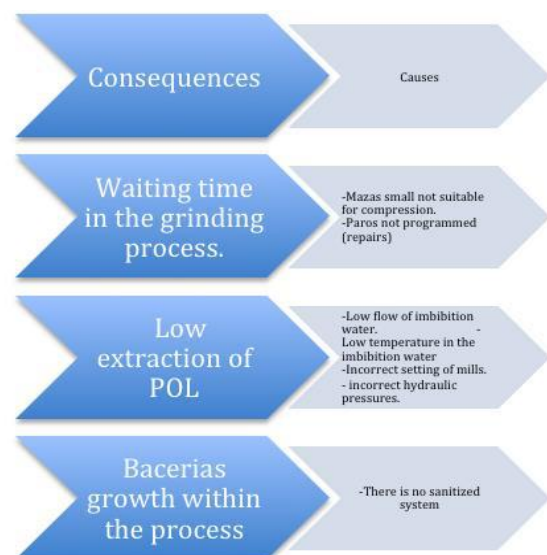 Consequences
Causes
Waiting time
in the grinding
process.
-Mazas small not suitable
for compression.
-Paros not programmed
(repairs)
Low
extraction of
POL
-Low flow of imbibition
water. -
Low temperature in the
imbibition water
-Incorrect setting of mills.
- incorrect hydraulic
pressures.
Bacerias
growth within
the process
-There is no sanitized
system